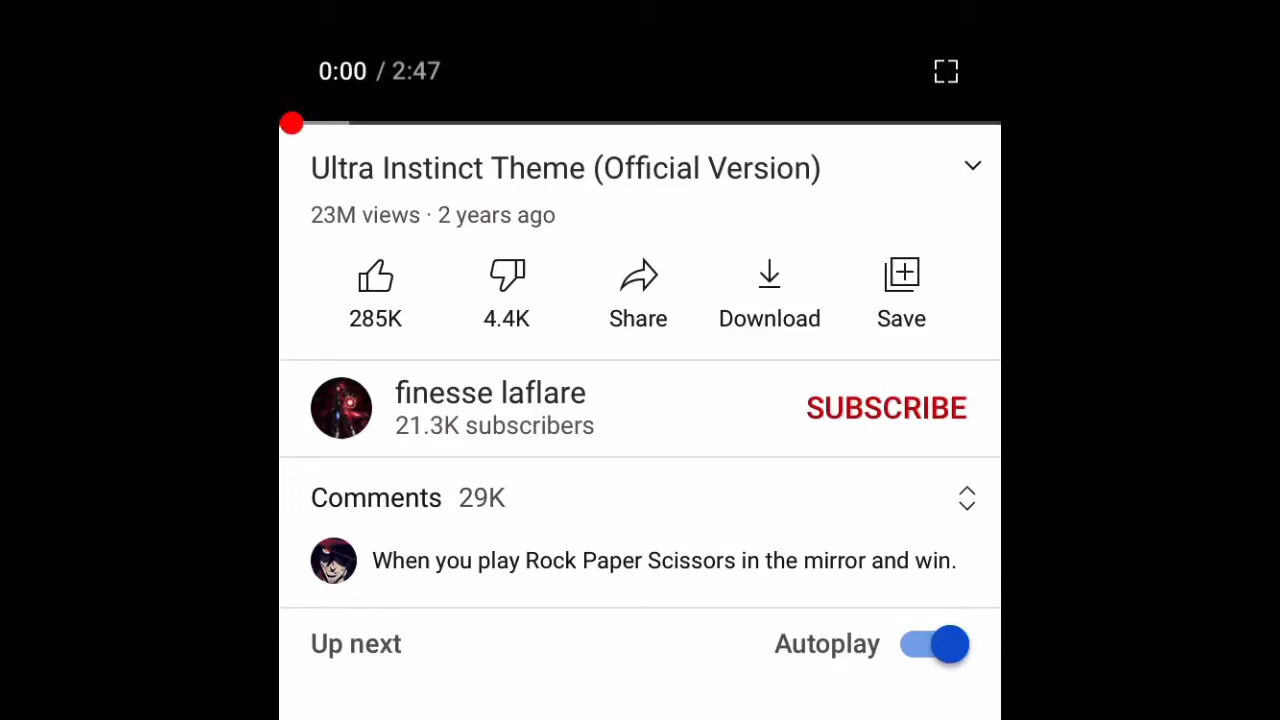 0:00 / 2:47
Ultra Instinct Theme (Official Version)
23M views · 2 years ago
285K 4.4K Share Download Save
finesse laflare
SUBSCRIBE
21.3K subscribers
Comments 29K
When you play Rock Paper Scissors in the mirror and win.
Up next Autoplay